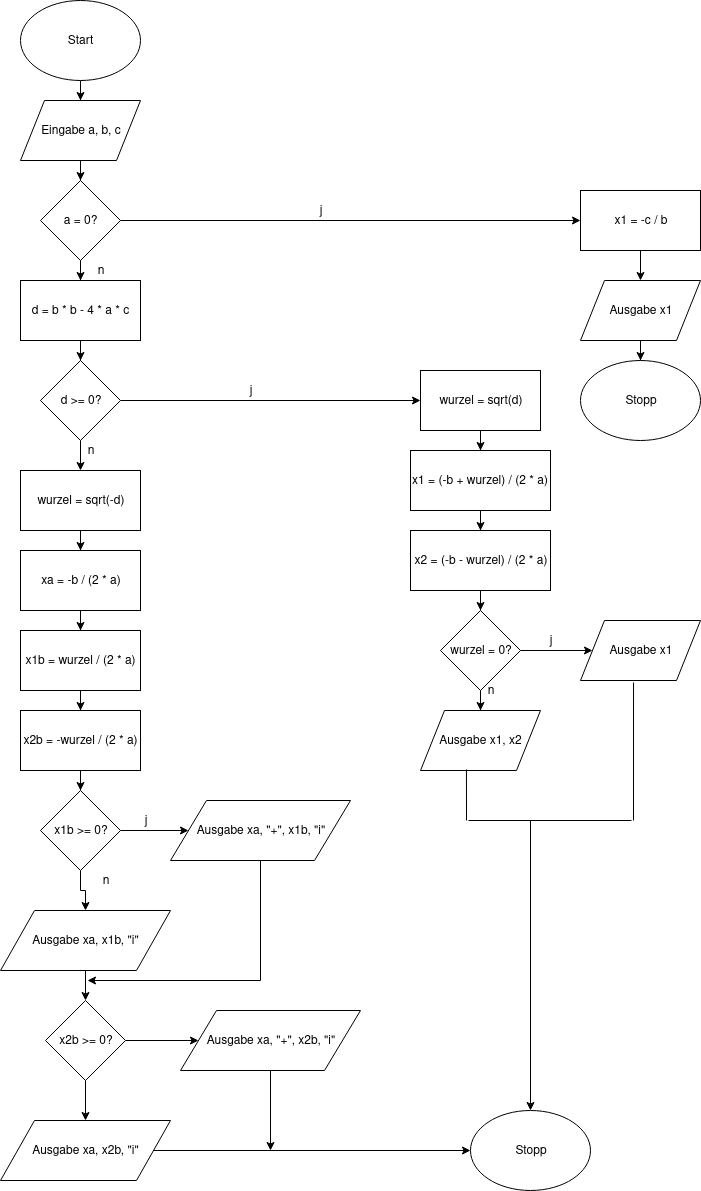 Start
Eingabe a, b, c
a = 0?
j
x1 = -c / b
n
d = b * b - 4 * a * c
Ausgabe x1
d >= 0?
j
wurzel = sqrt(d)
Stopp
n
wurzel = sqrt(-d)
x1 = (-b + wurzel) / (2 * a)
xa = -b / (2 * a)
x2 = (-b - wurzel) / (2 * a)
x1b = wurzel / (2 * a)
wurzel = 0?
j
Ausgabe x1
n
x2b = -wurzel / (2 * a)
Ausgabe x1, x2
x1b >= 0?
j
Ausgabe xa, "+", x1b, "i"
n
Ausgabe xa, x1b, "i"
x2b >= 0?
Ausgabe xa, "+", x2b, "i"
Ausgabe xa, x2b, "i"
Stopp